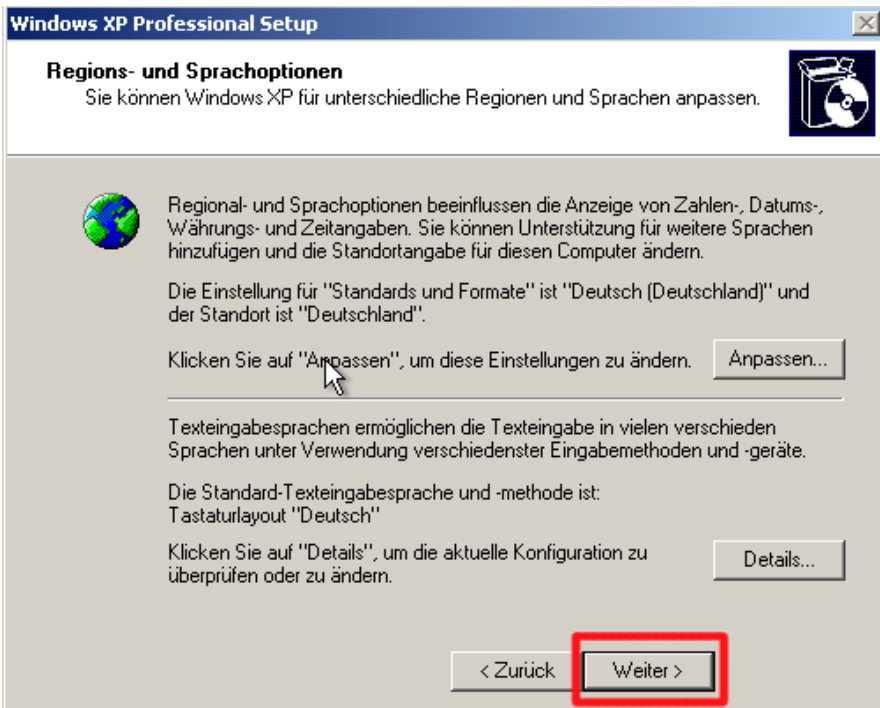 Windows XP Professional Setup
Regions- und Sprachoptionen
Sie können Windows XP für unterschiedliche Regionen und Sprachen anpassen.
Regional- und Sprachoptionen beeinflussen die Anzeige von Zahlen-, Datums-,
Währungs- und Zeitangaben. Sie können Unterstützung für weitere Sprachen
hinzufügen und die Standortangabe für diesen Computer ändern.
Die Einstellung für "Standards und Formate" ist "Deutsch (Deutschland)" und
der Standort ist "Deutschland".
Klicken Sie auf "Anpassen", um diese Einstellungen zu ändern.
Anpassen...
Texteingabesprachen ermöglichen die Texteingabe in vielen verschieden
Sprachen unter Verwendung verschiedenster Eingabemethoden und -geräte.
Die Standard-Texteingabesprache und -methode ist:
Tastaturlayout "Deutsch"
Klicken Sie auf "Details", um die aktuelle Konfiguration zu
überprüfen oder zu ändern.
Details...
< Zurück
Weiter >